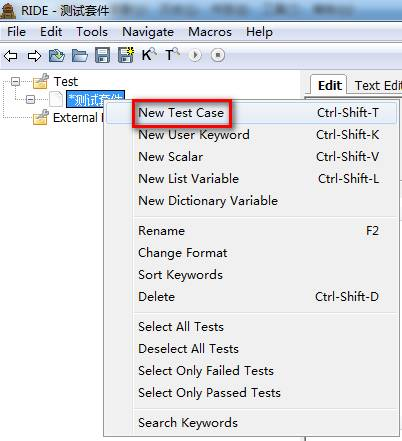 RIDE - 测试套件
File Edit Tools Navigate Macros Help
K T
Edit Text Edit
Test
*测试套件
External
New Test Case Ctrl-Shift-T
New User Keyword Ctrl-Shift-K
New Scalar Ctrl-Shift-V
New List Variable Ctrl-Shift-L
New Dictionary Variable
Rename F2
Change Format
Sort Keywords
Delete Ctrl-Shift-D
Select All Tests
Deselect All Tests
Select Only Failed Tests
Select Only Passed Tests
Search Keywords